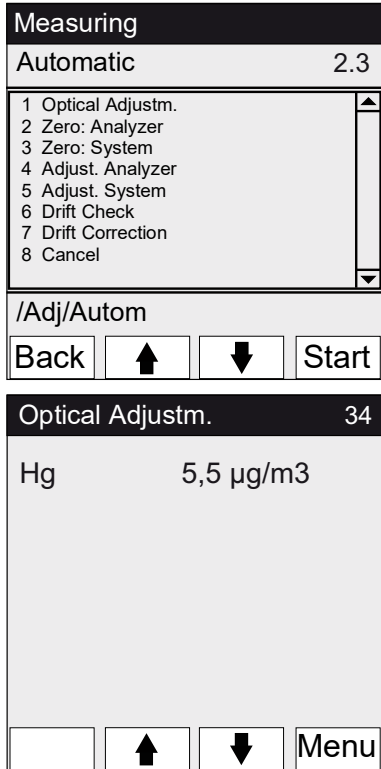 Measuring
Automatic 2.3
1 Optical Adjustm.
2 Zero: Analyzer
3 Zero: System
4 Adjust. Analyzer
5 Adjust. System
6 Drift Check
7 Drift Correction
8 Cancel
/Adj/Autom
Back Start
Optical Adjustm. 34
Hg 5,5 µg/m3
Menu